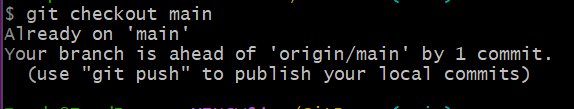 $ git checkout main
Already on 'main'
Your branch is ahead of 'origin/main' by 1 commit.
  (use "git push" to publish your local commits)